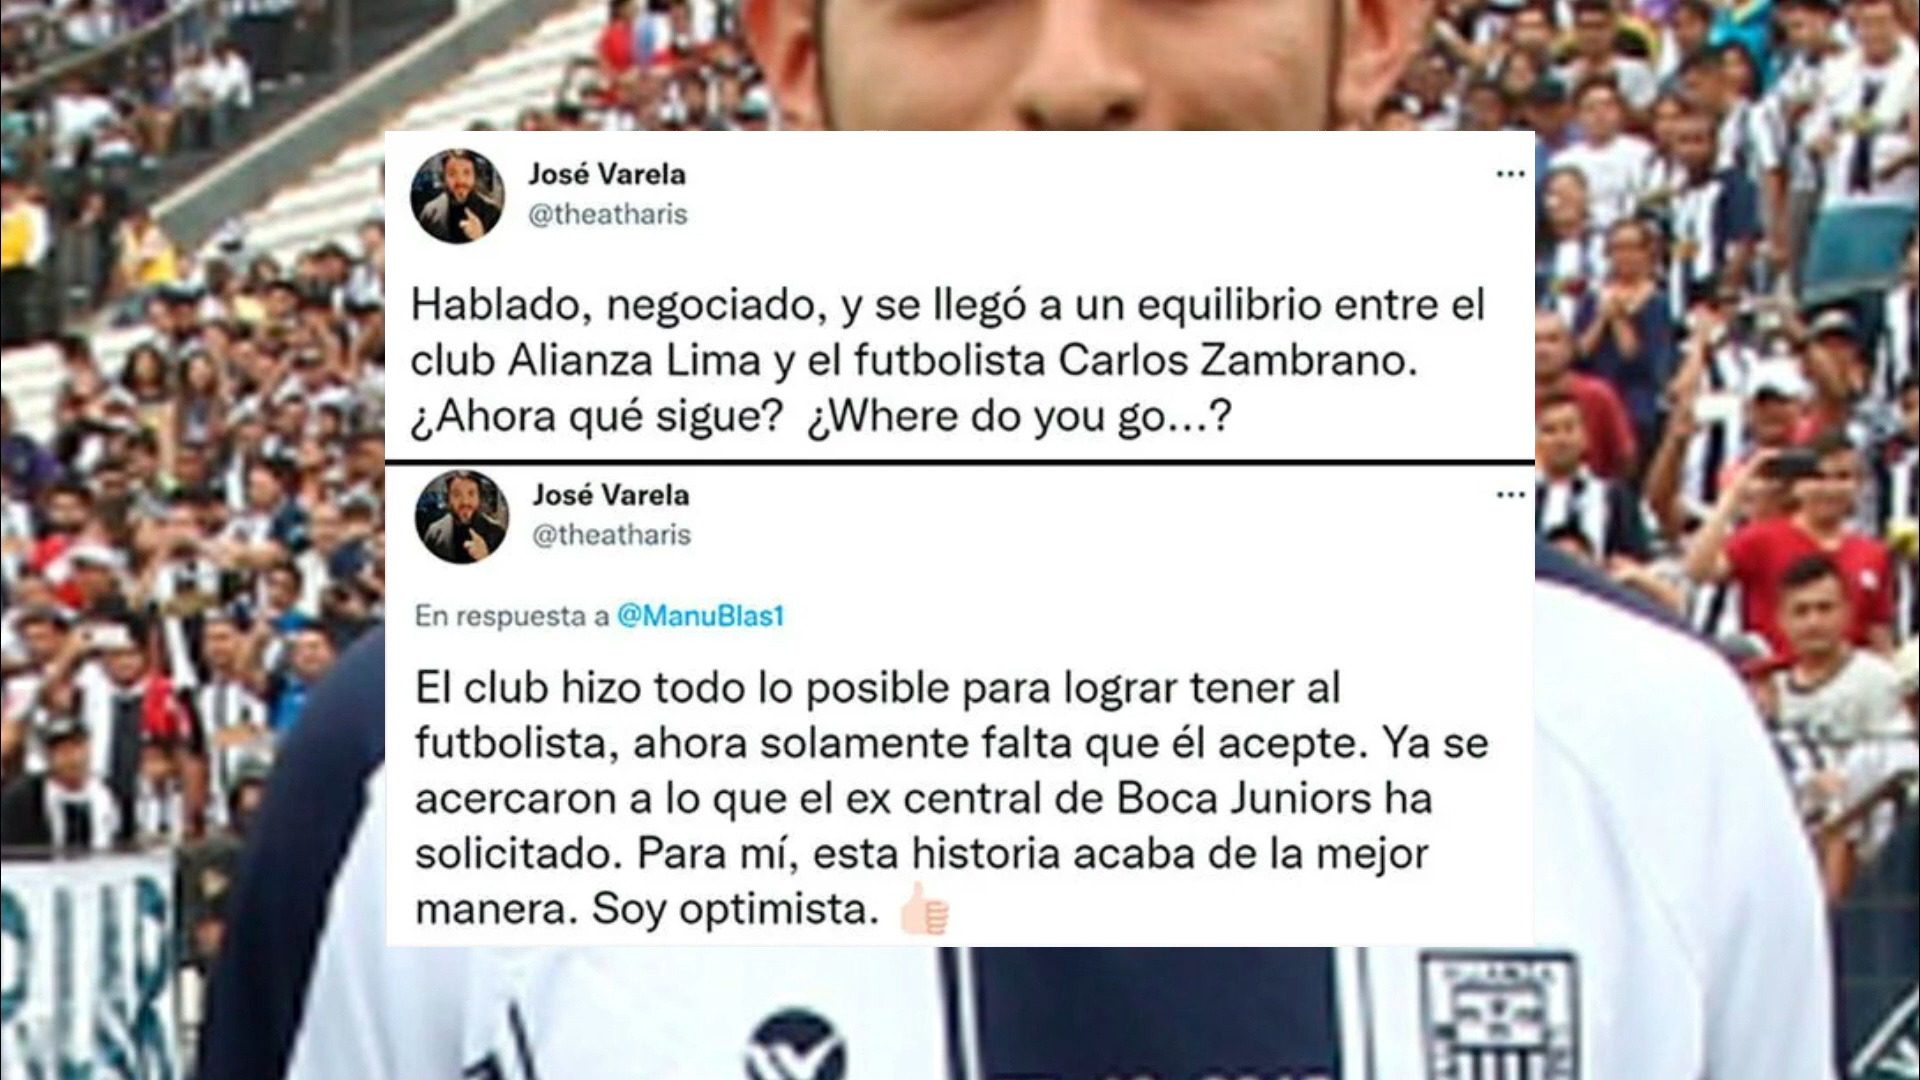 José Varela
@theatharis
Hablado, negociado, y se llegó a un equilibrio entre el
club Alianza Lima y el futbolista Carlos Zambrano.
¿Ahora qué sigue?  ¿Where do you go...?
José Varela
@theatharis
En respuesta a @ManuBlas1
El club hizo todo lo posible para lograr tener al
futbolista, ahora solamente falta que él acepte. Ya se
acercaron a lo que el ex central de Boca Juniors ha
solicitado. Para mí, esta historia acaba de la mejor
manera. Soy optimista. 👍🏻